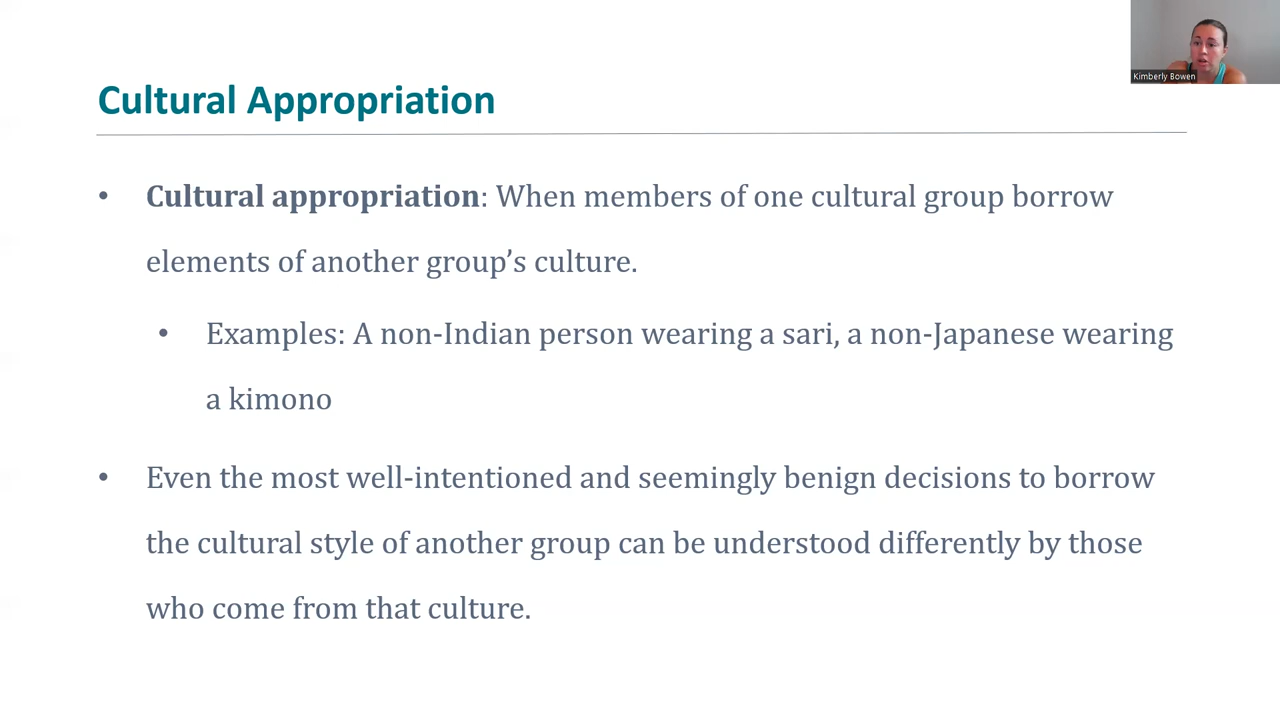 Kimberly Bowen
Cultural Appropriation
• Cultural appropriation: When members of one cultural group borrow
elements of another group’s culture.
• Examples: A non-Indian person wearing a sari, a non-Japanese wearing
a kimono
• Even the most well-intentioned and seemingly benign decisions to borrow
the cultural style of another group can be understood differently by those
who come from that culture.